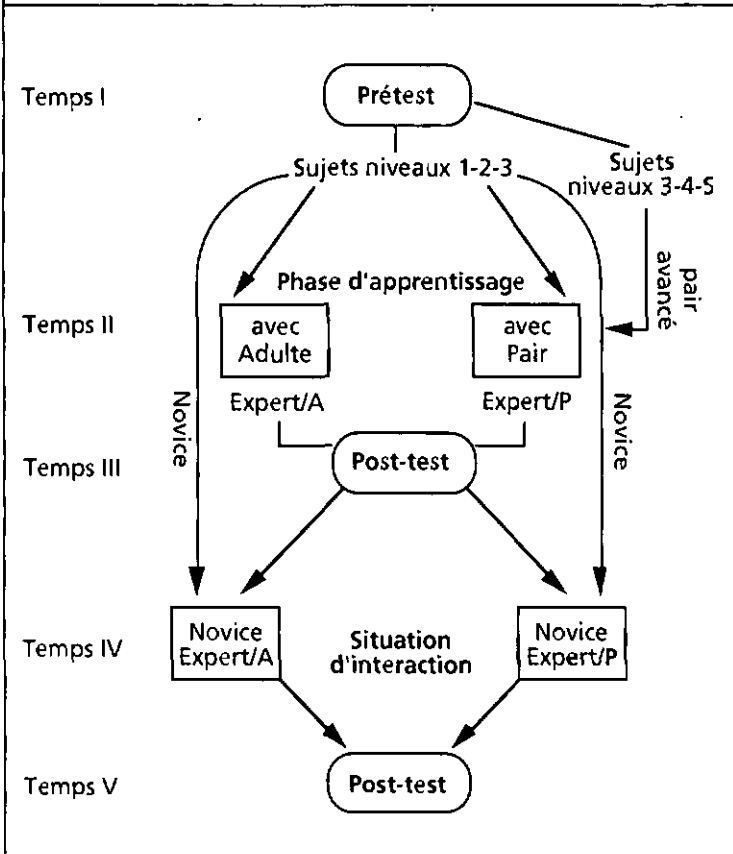 Temps I
Prétest
Sujets niveaux 1-2-3
Sujets
niveaux 3-4-5
Phase d'apprentissage
pair
avancé
Temps II
avec
Adulte
avec
Pair
Expert/A
Expert/P
Novice
Novice
Temps III
Post-test
Temps IV
Novice
Expert/A
Situation
d'interaction
Novice
Expert/P
Temps V
Post-test